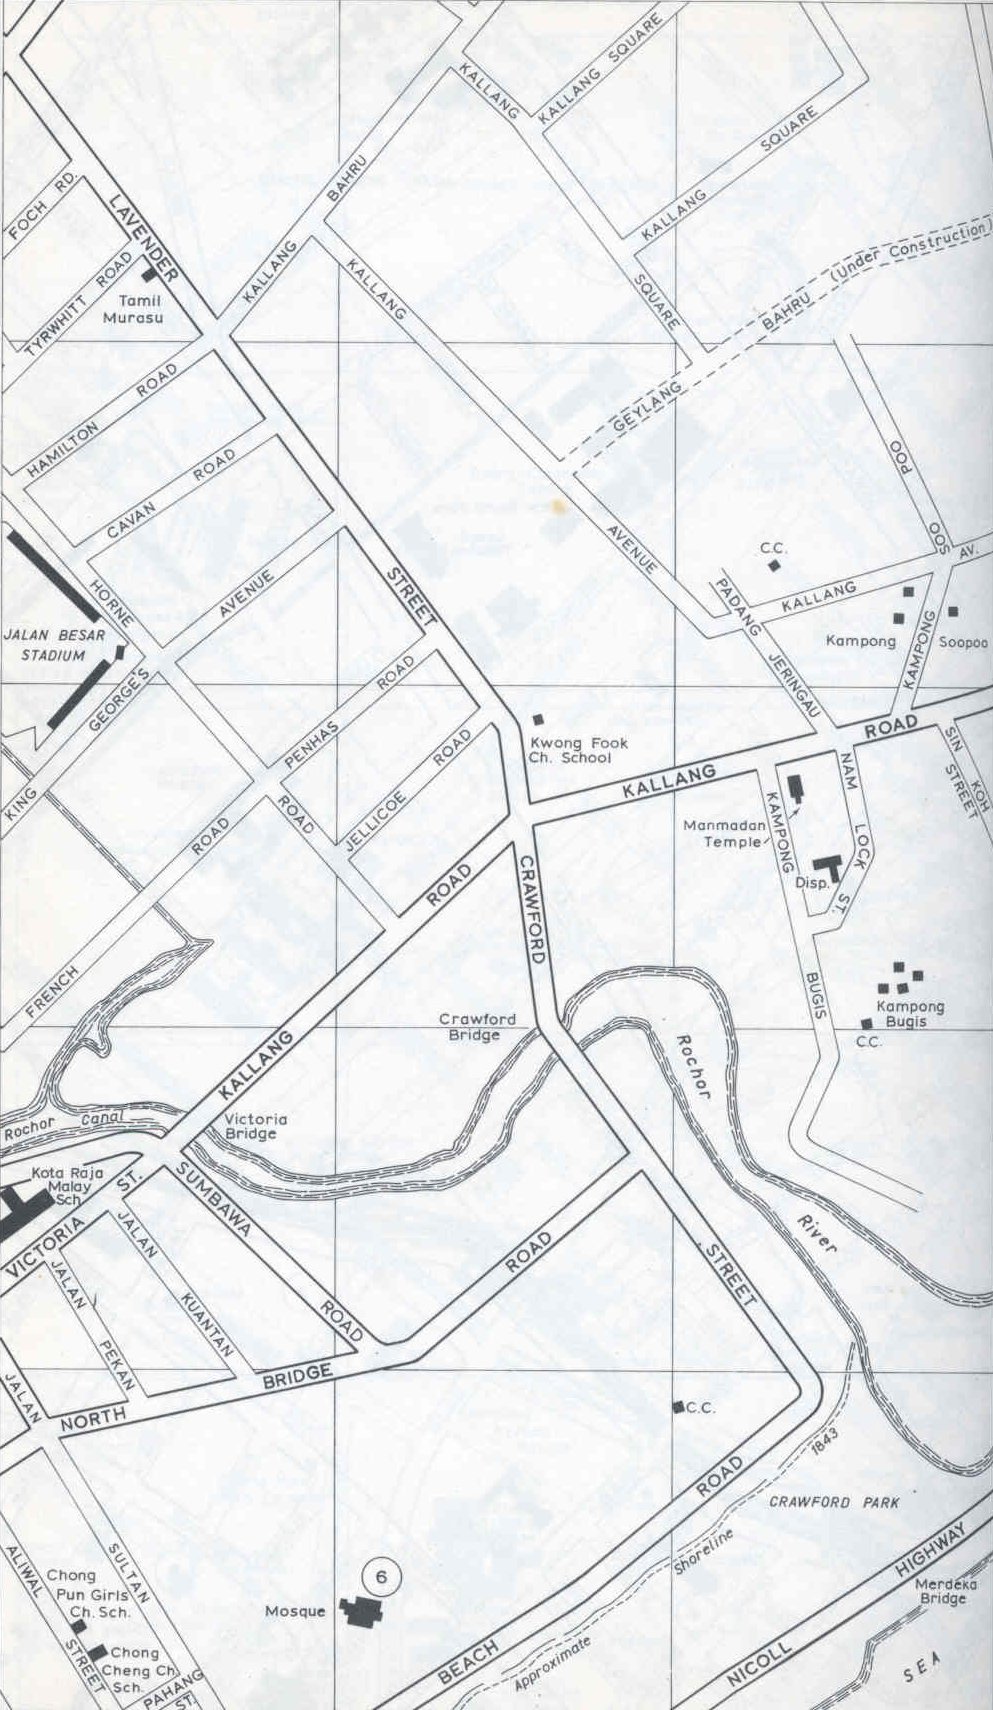 KALLANG
SQUARE
KALLANG
KALLANG
SQUARE
KALLANG
BAHRU
KALLANG
FOCH RD.
LAVENDER
TYRWHITT ROAD
Tamil
Murasu
KALLANG
SQUARE
(Under Construction)
BAHRU
GEYLANG
HAMILTON ROAD
CAVAN ROAD
POO
SOO
AV.
C.C.
AVENUE
KALLANG
PADANG
JERINGAU
Kampong
Soopoo
KAMPONG
STREET
HORNE
AVENUE
JALAN BESAR
STADIUM
KING GEORGE'S
PENHAS ROAD
JELLICOE ROAD
ROAD
Kwong Fook
Ch. School
KALLANG ROAD
SIN
KOH
STREET
NAM
LOCK
ST.
Manmadan
Temple
KAMPONG
BUGIS
Disp.
Kampong
Bugis
C.C.
FRENCH ROAD
KALLANG ROAD
CRAWFORD
Crawford
Bridge
Rochor
River
Rochor Canal
Victoria
Bridge
Kota Raja
Malay
Sch
VICTORIA ST.
SUMBAWA
ROAD
JALAN
KUANTAN
JALAN
PEKAN
JALAN
SULTAN
NORTH BRIDGE ROAD
STREET
C.C.
1843
CRAWFORD PARK
BEACH ROAD
Approximate Shoreline
NICOLL HIGHWAY
Merdeka
Bridge
SEA
6
Mosque
ALIWAL
STREET
Chong
Pun Girls
Ch. Sch.
Chong
Cheng Ch.
Sch.
PAHANG
ST.